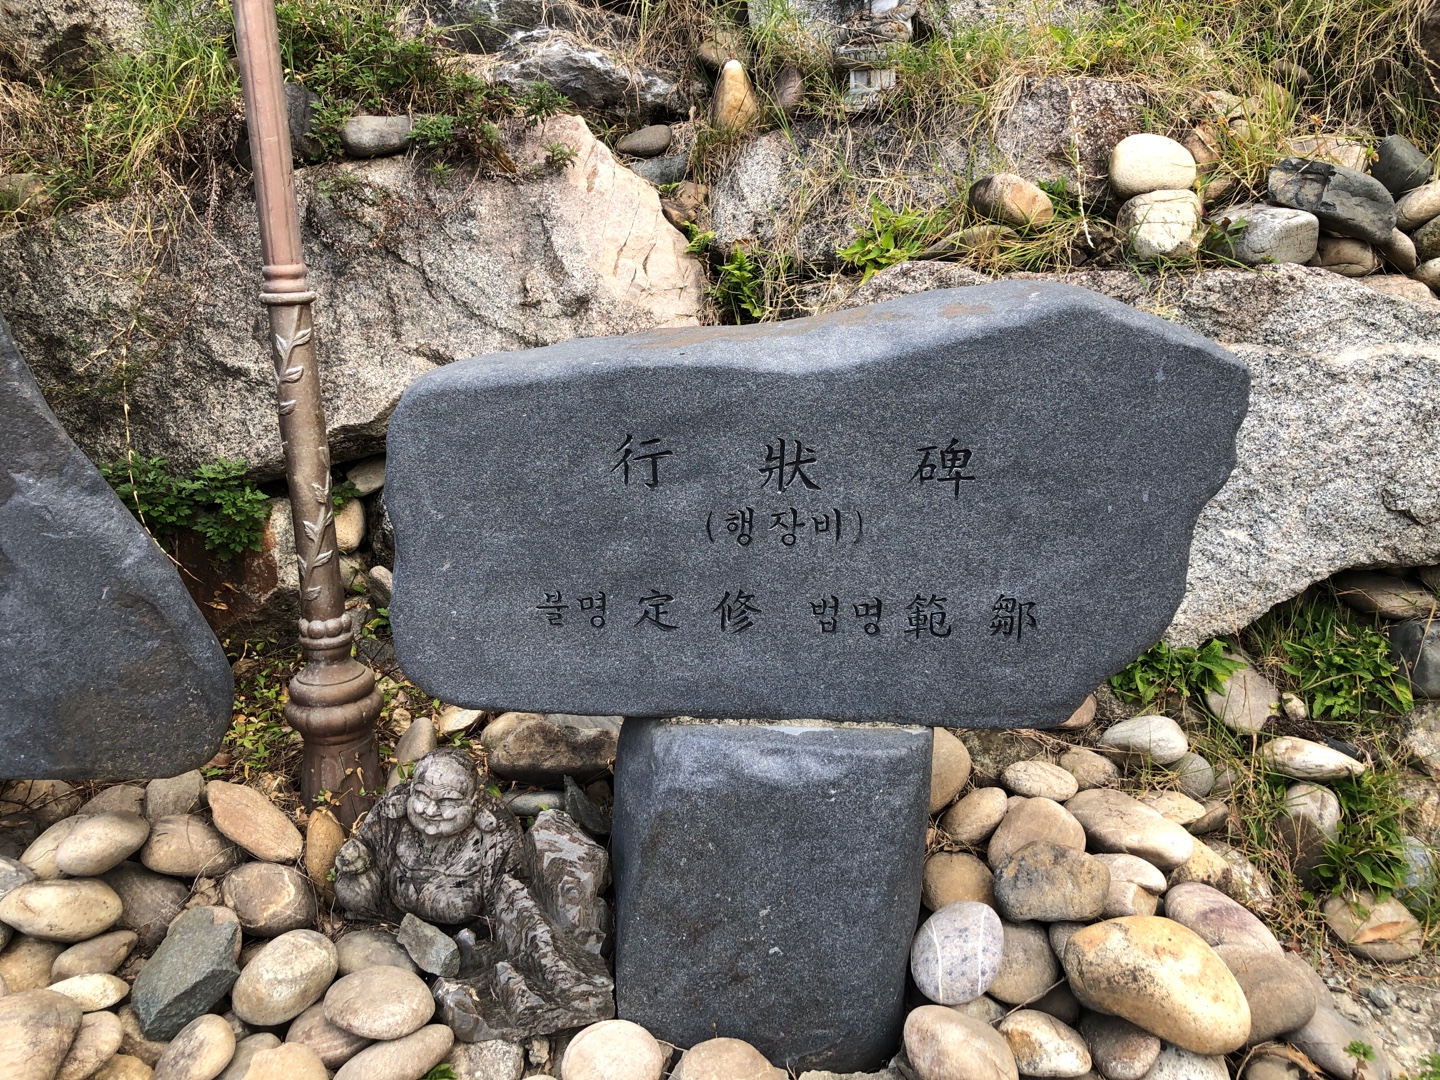 行 狀 碑
(행장비)
불명 定 修 법명 範 鄒